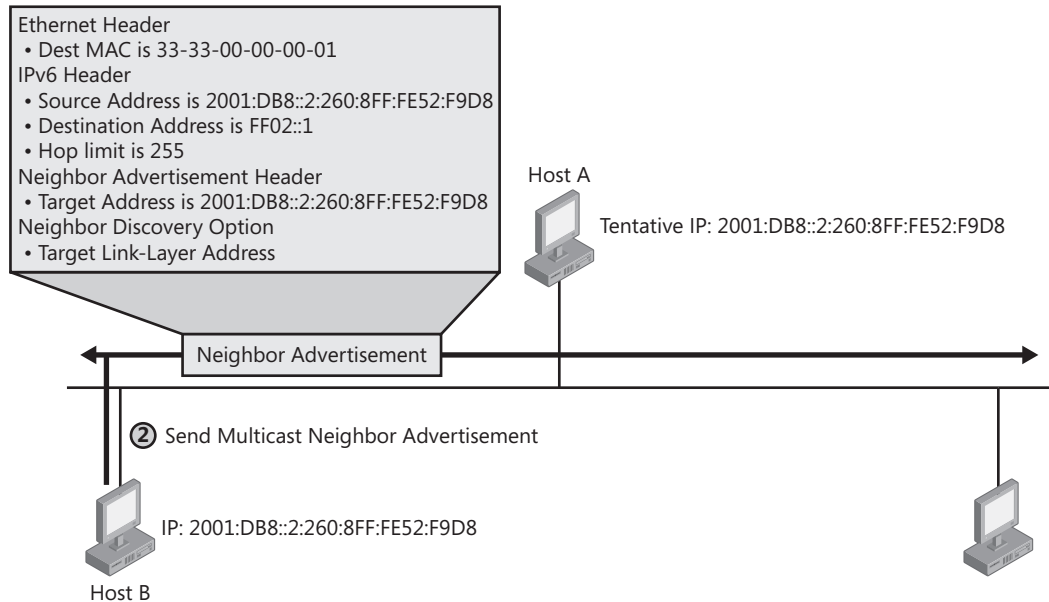 Ethernet Header
• Dest MAC is 33-33-00-00-00-01
IPv6 Header
• Source Address is 2001:DB8::2:260:8FF:FE52:F9D8
• Destination Address is FF02::1
• Hop limit is 255
Neighbor Advertisement Header
• Target Address is 2001:DB8::2:260:8FF:FE52:F9D8
Neighbor Discovery Option
• Target Link-Layer Address
Host A
Tentative IP: 2001:DB8::2:260:8FF:FE52:F9D8
Neighbor Advertisement
2 Send Multicast Neighbor Advertisement
IP: 2001:DB8::2:260:8FF:FE52:F9D8
Host B